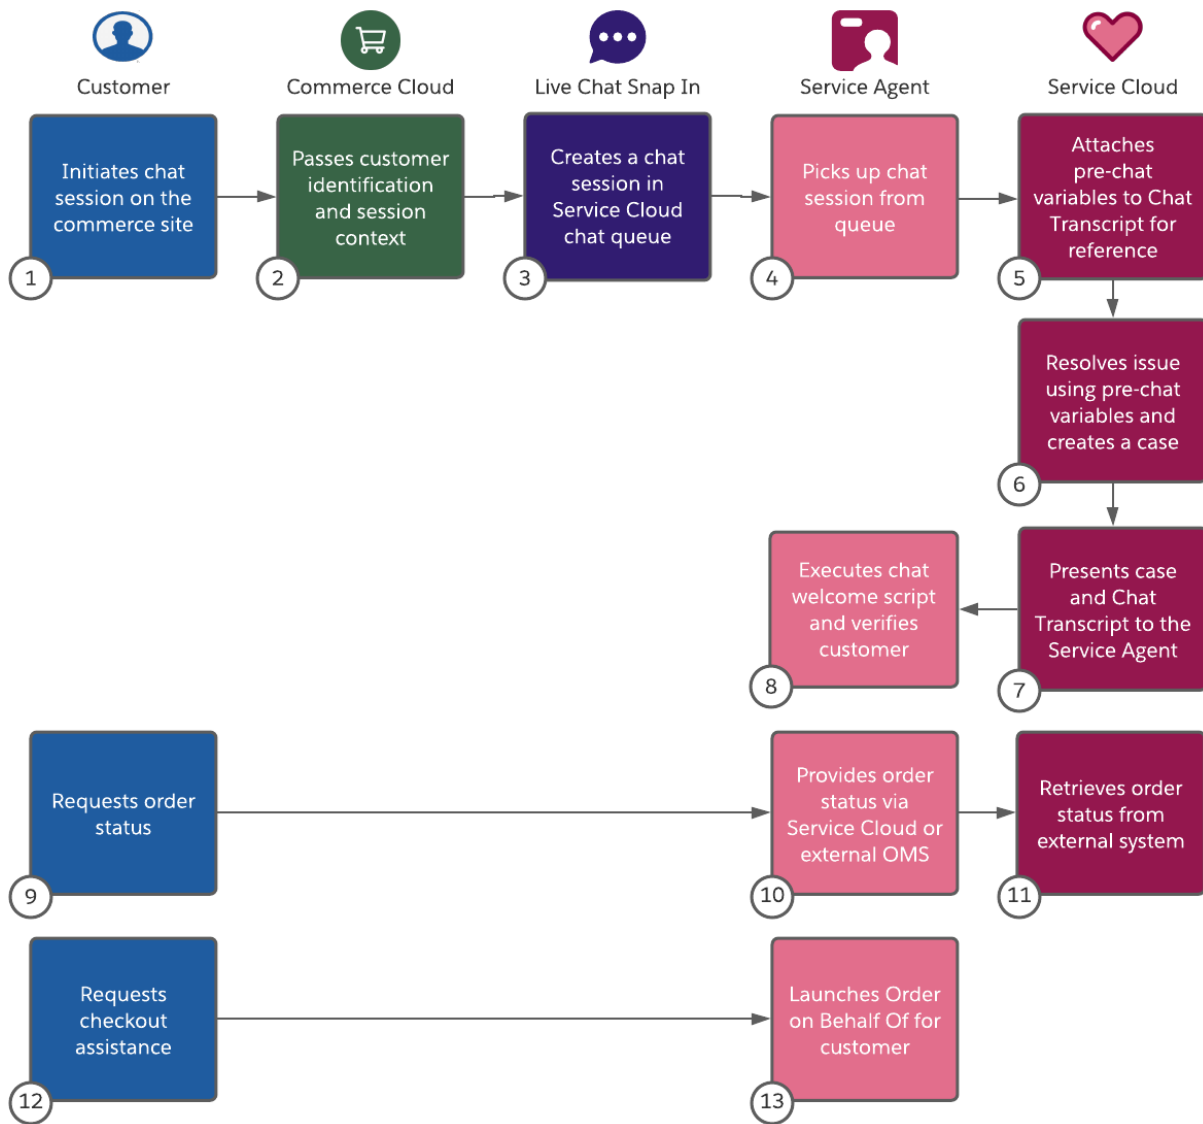 Customer
Commerce Cloud
Live Chat Snap In
Service Agent
Service Cloud
Initiates chat
session on the
commerce site
1
Passes customer
identification
and session
context
2
Creates a chat
session in
Service Cloud
chat queue
3
Picks up chat
session from
queue
4
Attaches
pre-chat
variables to Chat
Transcript for
reference
5
Resolves issue
using pre-chat
variables and
creates a case
6
Presents case
and Chat
Transcript to the
Service Agent
7
Executes chat
welcome script
and verifies
customer
8
Requests order
status
9
Provides order
status via
Service Cloud or
external OMS
10
Retrieves order
status from
external system
11
Requests
checkout
assistance
12
Launches Order
on Behalf Of for
customer
13